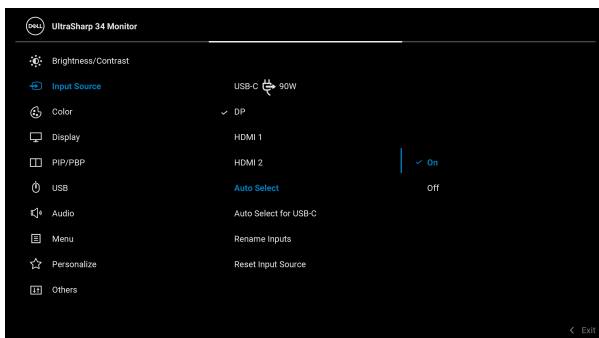 DELL UltraSharp 34 Monitor
Brightness/Contrast
Input Source USB-C 90W
Color DP
Display HDMI 1
PIP/PBP HDMI 2 On
USB Auto Select Off
Audio Auto Select for USB-C
Menu Rename Inputs
Personalize Reset Input Source
Others
Exit